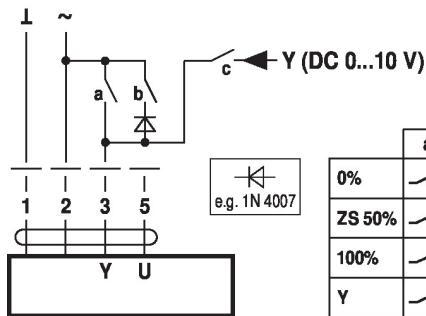 ⊥ ~
a b c Y (DC 0...10 V)
e.g. 1N 4007
1 2 3 5
Y U
a
0%
ZS 50%
100%
Y